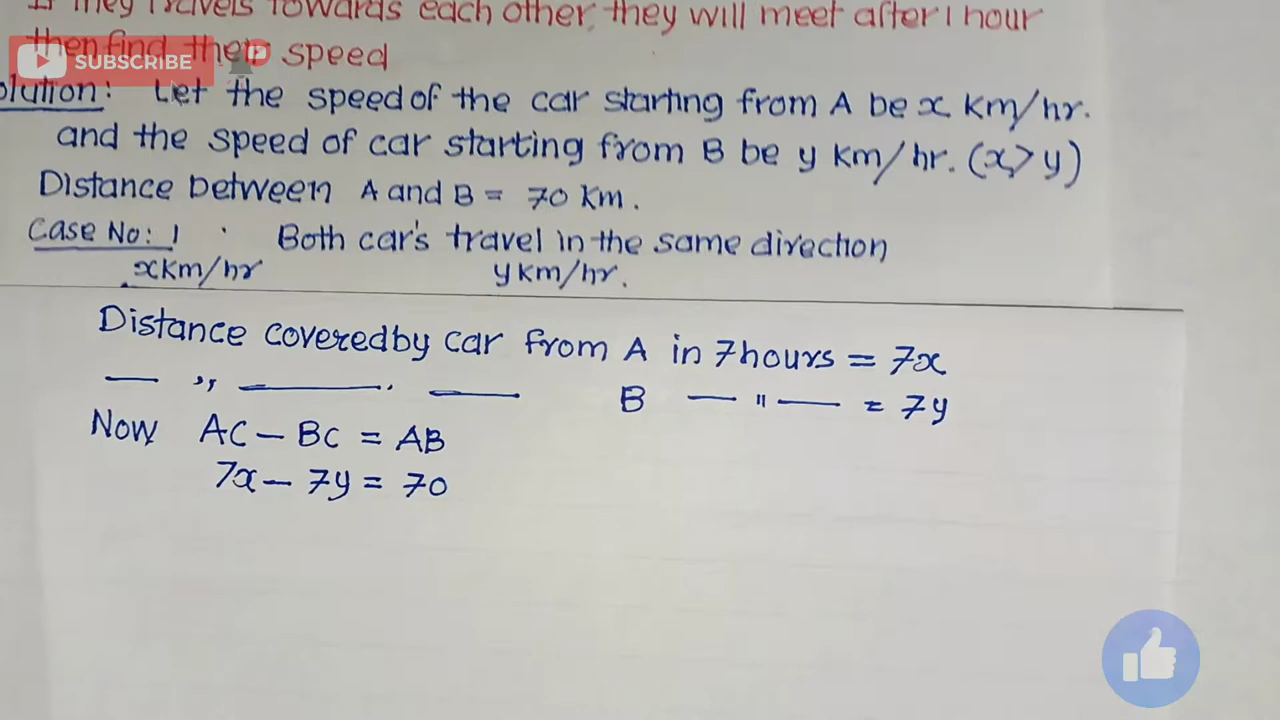 If they travels towards each other, they will meet after 1 hour
then find their speed
SUBSCRIBE
olution: Let the speed of the car starting from A be x km/hr.
and the speed of car starting from B be y km/hr. (x>y)
Distance between A and B = 70 Km.
Case No: 1 . Both car's travel in the same direction
x km/hr y km/hr.
Distance covered by car from A in 7 hours = 7x
— ,, — . — B — " — = 7y
Now AC - BC = AB
7x - 7y = 70